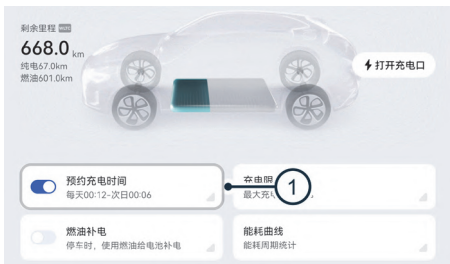 剩余里程
668.0 km
纯电67.0km
燃油601.0km
打开充电口
预约充电时间
每天00:12-次日00:06
充电限
最大充
1
燃油补电
停车时，使用燃油给电池补电
能耗曲线
能耗周期统计